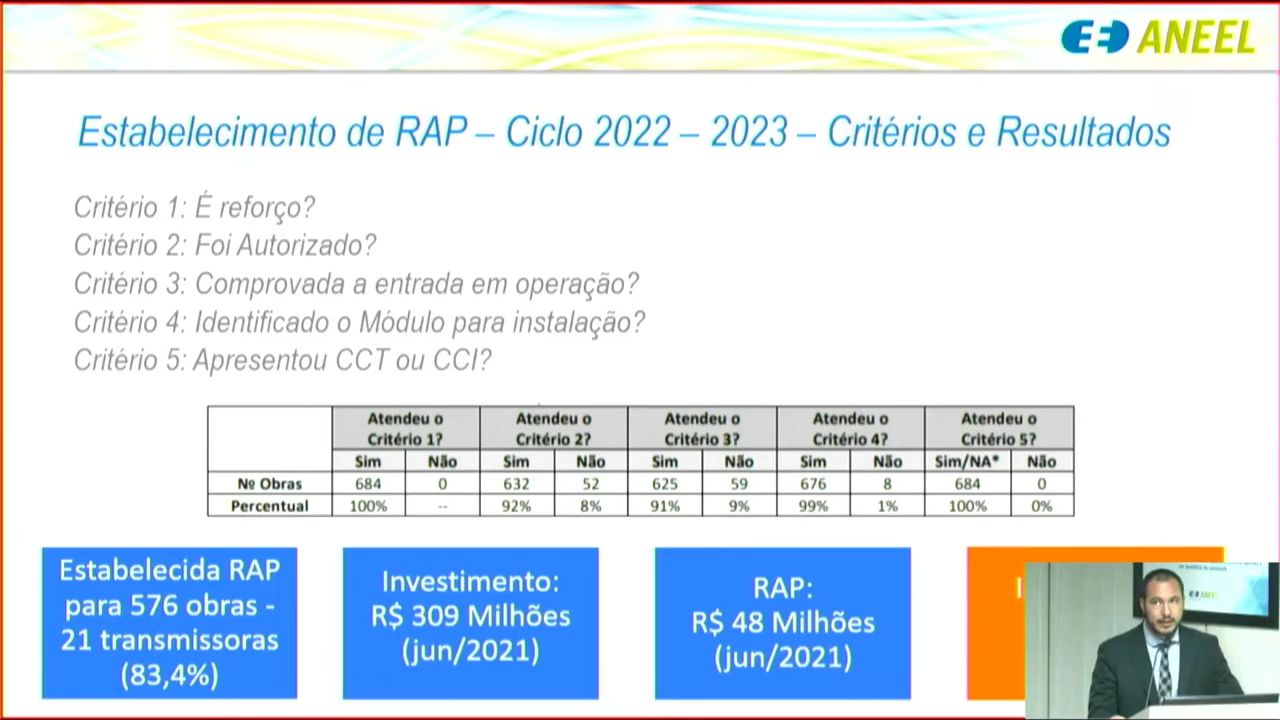 ANEEL
Estabelecimento de RAP – Ciclo 2022 – 2023 – Critérios e Resultados
Critério 1: É reforço?
Critério 2: Foi Autorizado?
Critério 3: Comprovada a entrada em operação?
Critério 4: Identificado o Módulo para instalação?
Critério 5: Apresentou CCT ou CCI?
Atendeu o Critério 1? Atendeu o Critério 2? Atendeu o Critério 3? Atendeu o Critério 4? Atendeu o Critério 5?
Sim Não Sim Não Sim Não Sim Não Sim/NA* Não
Nº Obras 684 0 632 52 625 59 676 8 684 0
Percentual 100% -- 92% 8% 91% 9% 99% 1% 100% 0%
Estabelecida RAP
para 576 obras -
21 transmissoras
(83,4%)
Investimento:
R$ 309 Milhões
(jun/2021)
RAP:
R$ 48 Milhões
(jun/2021)
ANEEL